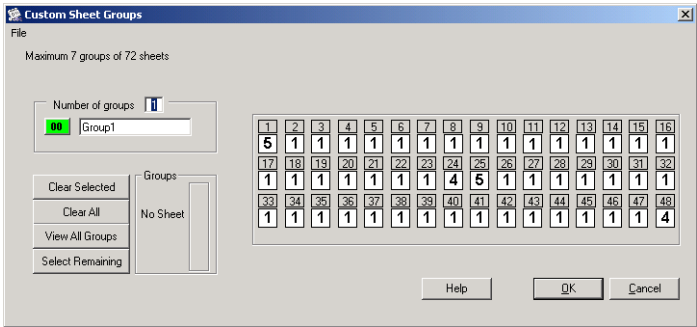 Custom Sheet Groups
File
Maximum 7 groups of 72 sheets
Number of groups 1
00 Group1
1 2 3 4 5 6 7 8 9 10 11 12 13 14 15 16
5 1 1 1 1 1 1 1 1 1 1 1 1 1 1 1
17 18 19 20 21 22 23 24 25 26 27 28 29 30 31 32
1 1 1 1 1 1 1 4 5 1 1 1 1 1 1 1
33 34 35 36 37 38 39 40 41 42 43 44 45 46 47 48
1 1 1 1 1 1 1 1 1 1 1 1 1 1 1 4
Clear Selected
Clear All
View All Groups
Select Remaining
Groups
No Sheet
Help OK Cancel